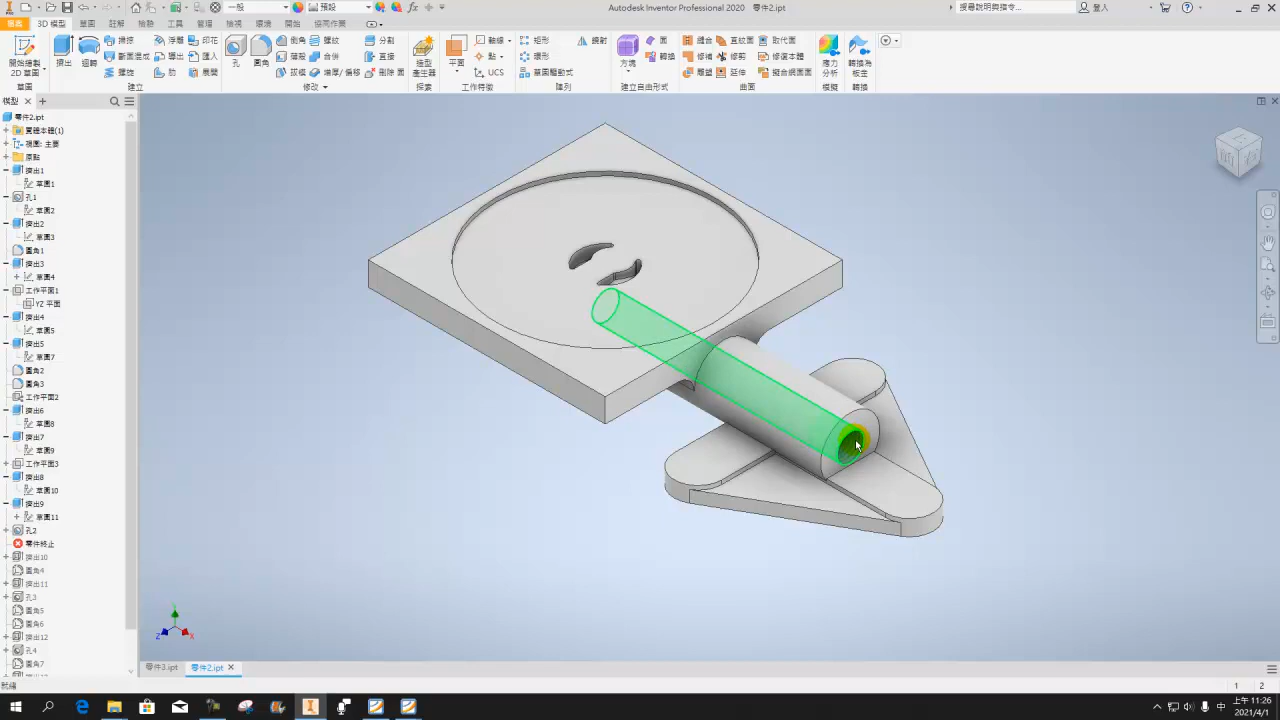 Autodesk Inventor Professional 2020 零件2.ipt
一般
預設
搜尋說明與指令...
登入
檔案
3D 模型
草圖
註解
檢驗
工具
管理
檢視
環境
開始
協同作業
開始繪製
2D 草圖
擠出
迴轉
掃掠
斷面混成
螺旋
浮雕
導出
肋
印花
匯入
展開
孔
圓角
倒角
薄殼
拔模
螺紋
合併
增厚/偏移
分割
直接
刪除 面
造型
產生器
平面
軸線
點
UCS
矩形
環形
草圖驅動式
鏡射
方塊
面
轉換
縫合
修補
雕塑
直紋面
修剪
延伸
取代面
修復本體
擬合網面面
應力
分析
轉換為
板金
草圖
建立
修改
探索
工作特徵
陣列
建立自由形式
曲面
模擬
轉換
模型
零件2.ipt
實體本體(1)
視圖: 主要
原點
擠出1
草圖1
孔1
草圖2
擠出2
草圖3
圓角1
擠出3
草圖4
工作平面1
YZ 平面
擠出4
草圖5
擠出5
草圖7
圓角2
圓角3
工作平面2
擠出6
草圖8
擠出7
草圖9
工作平面3
擠出8
草圖10
擠出9
草圖11
孔2
零件終止
擠出10
圓角4
擠出11
孔3
圓角5
圓角6
擠出12
孔4
圓角7
Z
X
零件3.ipt
零件2.ipt
就緒
1
2
中
上午 11:26
2021/4/1